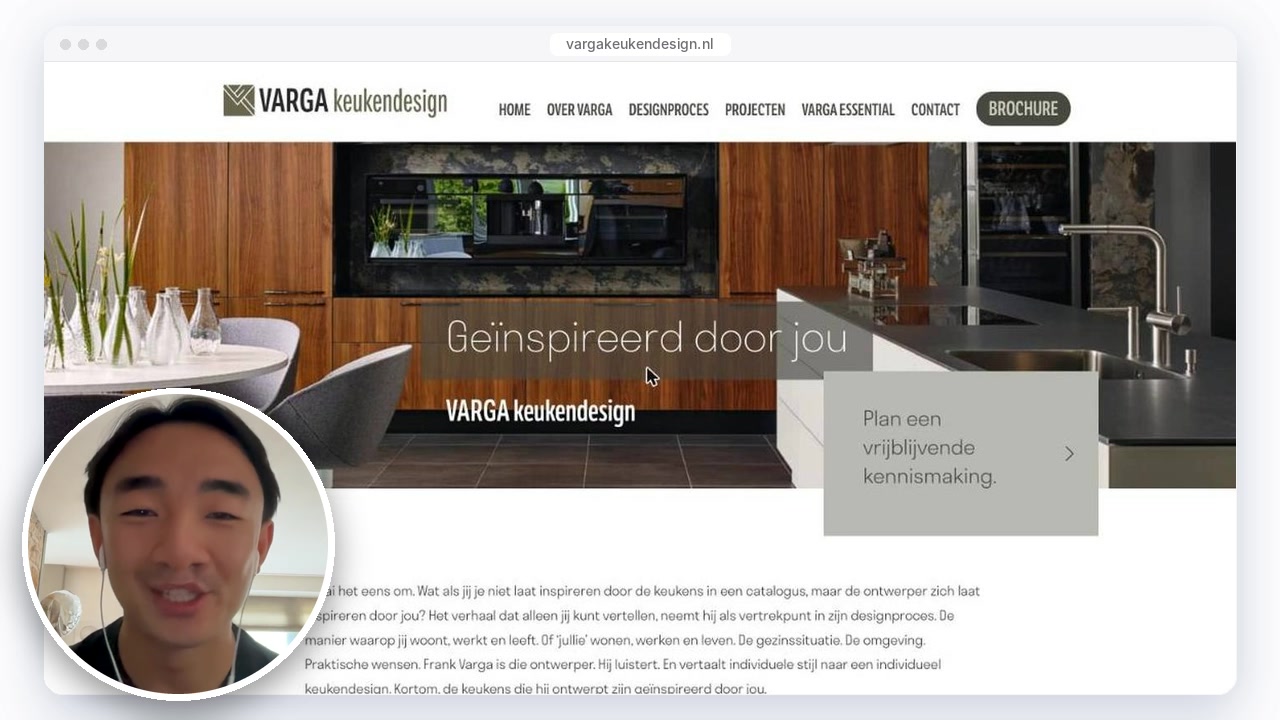 vargakeukendesign.nl
VARGA keukendesign
HOME OVER VARGA DESIGNPROCES PROJECTEN VARGA ESSENTIAL CONTACT BROCHURE
Geïnspireerd door jou
VARGA keukendesign
Plan een
vrijblijvende
kennismaking.
het eens om. Wat als jij je niet laat inspireren door de keukens in een catalogus, maar de ontwerper zich laat
spireren door jou? Het verhaal dat alleen jij kunt vertellen, neemt hij als vertrekpunt in zijn designproces. De
manier waarop jij woont, werkt en leeft. Of 'jullie' wonen, werken en leven. De gezinssituatie. De omgeving.
Praktische wensen. Frank Varga is die ontwerper. Hij luistert. En vertaalt individuele stijl naar een individueel
keukendesign. Kortom, de keukens die hij ontwerpt zijn geïnspireerd door jou.